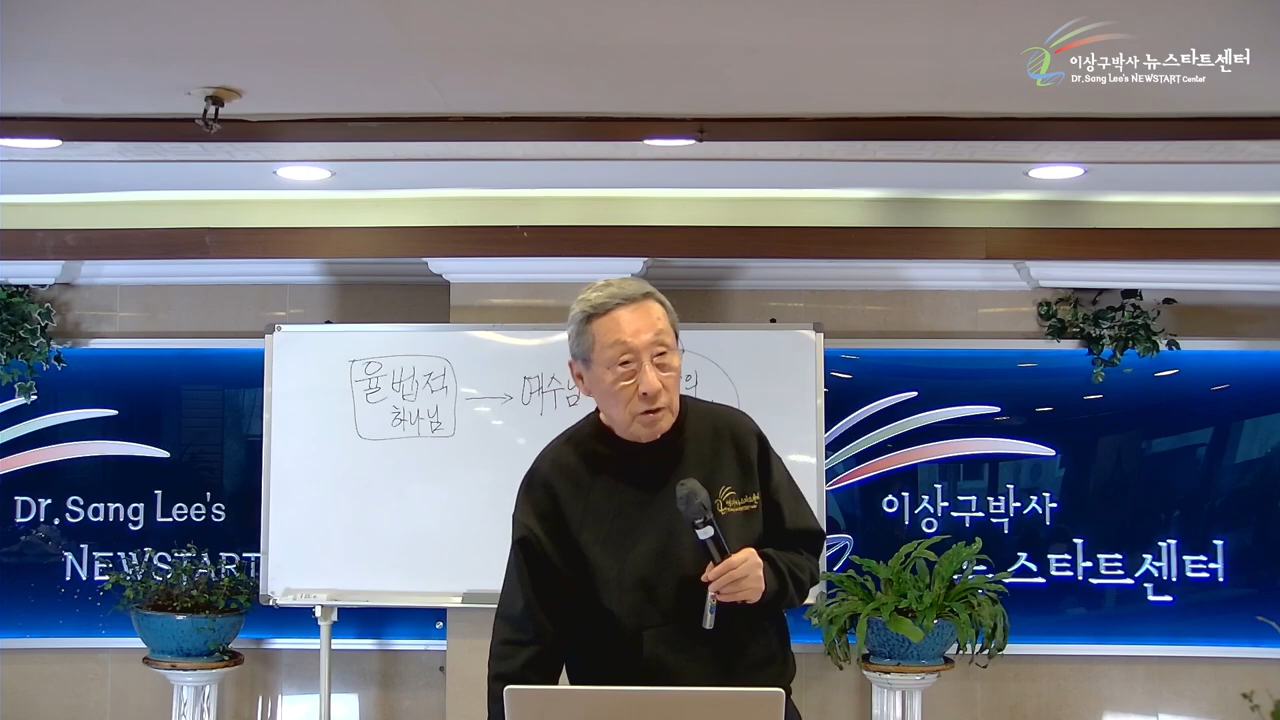 이상구박사 뉴스타트센터
Dr. Sang Lee's NEWSTART Center
율법적
하나님
→ 예수님
의
Dr. Sang Lee's
NEWSTART
이상구박사
뉴스타트센터